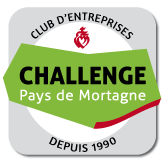 CLUB D'ENTREPRISES
CHALLENGE
Pays de Mortagne
DEPUIS 1990